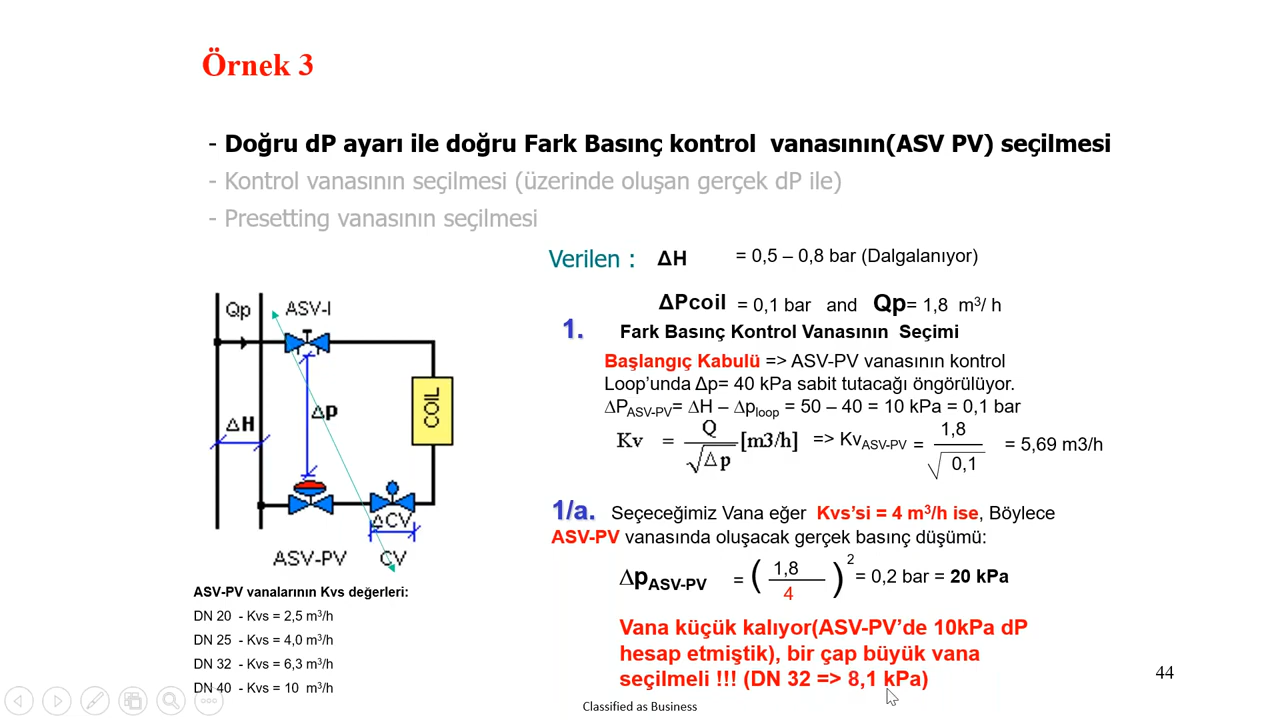 Örnek 3
- Doğru dP ayarı ile doğru Fark Basınç kontrol vanasının(ASV PV) seçilmesi
- Kontrol vanasının seçilmesi (üzerinde oluşan gerçek dP ile)
- Presetting vanasının seçilmesi
Verilen : ΔH = 0,5 – 0,8 bar (Dalgalanıyor)
ΔPcoil = 0,1 bar and Qp= 1,8 m³/ h
1. Fark Basınç Kontrol Vanasının Seçimi
Başlangıç Kabulü => ASV-PV vanasının kontrol
Loop’unda Δp= 40 kPa sabit tutacağı öngörülüyor.
∆P_ASV-PV= ∆H – ∆p_loop = 50 – 40 = 10 kPa = 0,1 bar
Kv = Q / √Δp [m3/h] => Kv_ASV-PV = 1,8 / √0,1 = 5,69 m3/h
1/a. Seçeceğimiz Vana eğer Kvs’si = 4 m³/h ise, Böylece
ASV-PV vanasında oluşacak gerçek basınç düşümü:
∆p_ASV-PV = ( 1,8 / 4 )² = 0,2 bar = 20 kPa
Vana küçük kalıyor(ASV-PV’de 10kPa dP
hesap etmiştik), bir çap büyük vana
seçilmeli !!! (DN 32 => 8,1 kPa)
Qp
ASV-I
COIL
Δp
ΔH
ΔCV
ASV-PV
CV
ASV-PV vanalarının Kvs değerleri:
DN 20 - Kvs = 2,5 m³/h
DN 25 - Kvs = 4,0 m³/h
DN 32 - Kvs = 6,3 m³/h
DN 40 - Kvs = 10 m³/h
44
Classified as Business